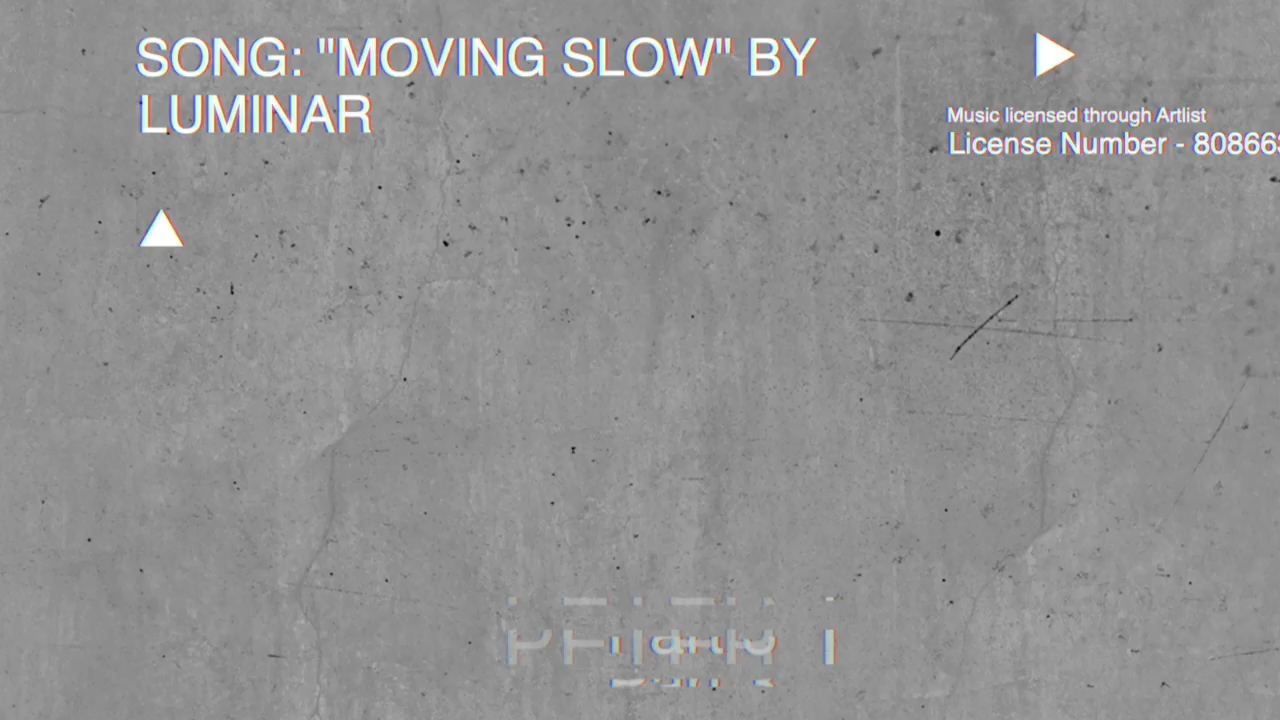 SONG: "MOVING SLOW" BY
LUMINAR
Music licensed through Artlist
License Number - 80866